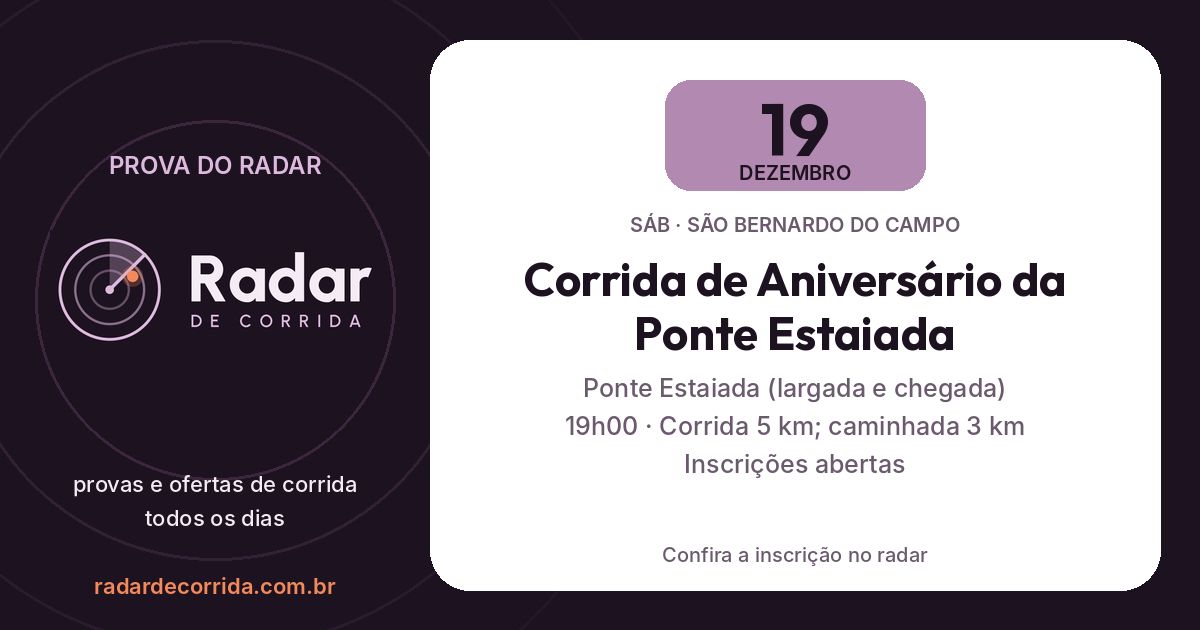 PROVA DO RADAR
Radar
DE CORRIDA
provas e ofertas de corrida
todos os dias
radardecorrida.com.br
19
DEZEMBRO
SÁB · SÃO BERNARDO DO CAMPO
Corrida de Aniversário da
Ponte Estaiada
Ponte Estaiada (largada e chegada)
19h00 · Corrida 5 km; caminhada 3 km
Inscrições abertas
Confira a inscrição no radar